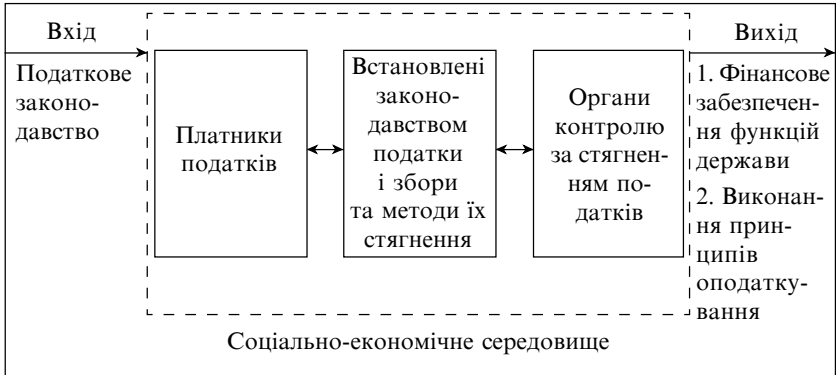 Вхід
Податкове
законо-
давство
Платники
податків
Встановлені
законо-
давством
податки
і збори
та методи їх
стягнення
Органи
контролю
за стягнен-
ням по-
датків
Вихід
1. Фінансове
забезпечен-
ня функцій
держави
2. Виконан-
ня прин-
ципів
оподатку-
вання
Соціально-економічне середовище